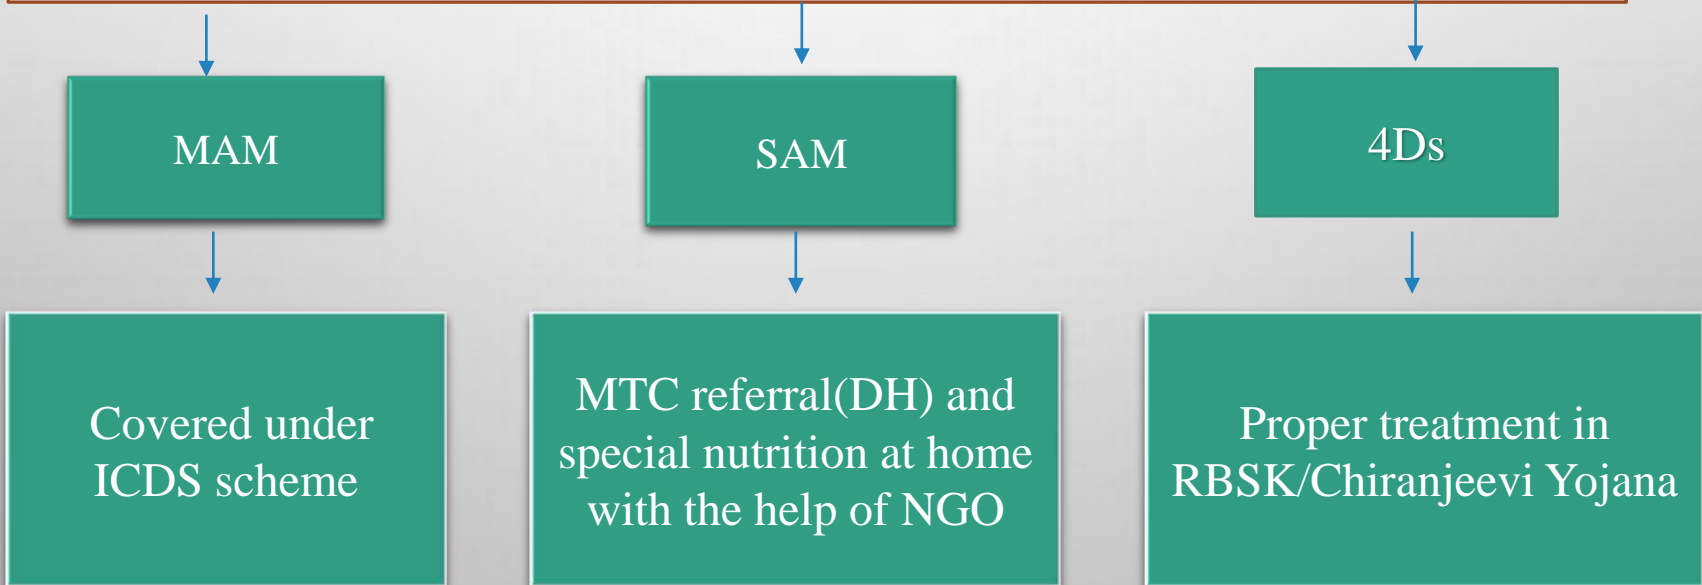 MAM
SAM
4Ds
Covered under
ICDS scheme
MTC referral(DH) and
special nutrition at home
with the help of NGO
Proper treatment in
RBSK/Chiranjeevi Yojana